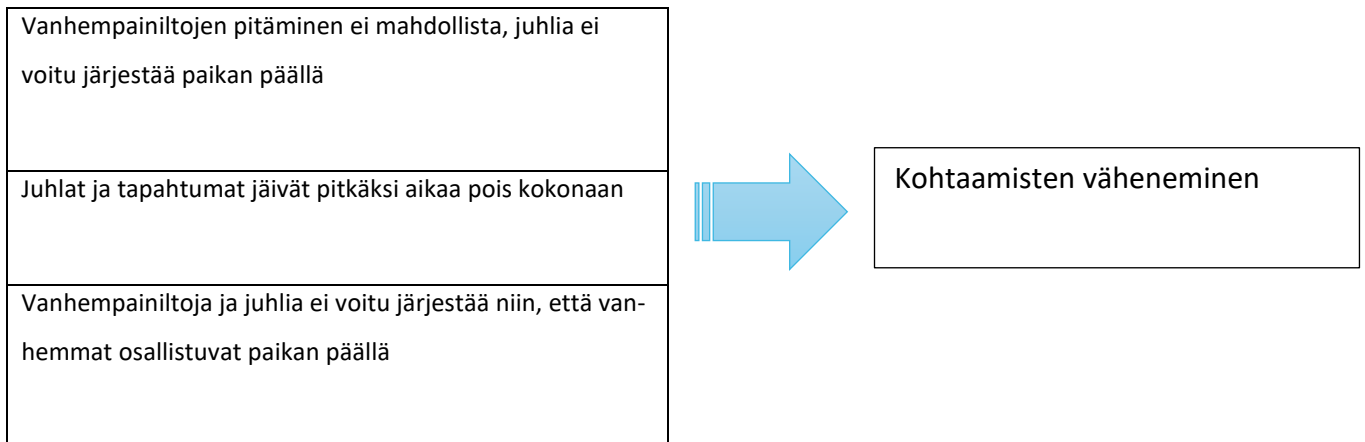 Vanhempainiltojen pitäminen ei mahdollista, juhlia ei
voitu järjestää paikan päällä
Juhlat ja tapahtumat jäivät pitkäksi aikaa pois kokonaan
Vanhempainiltoja ja juhlia ei voitu järjestää niin, että van-
hemmat osallistuvat paikan päällä
Kohtaamisten väheneminen